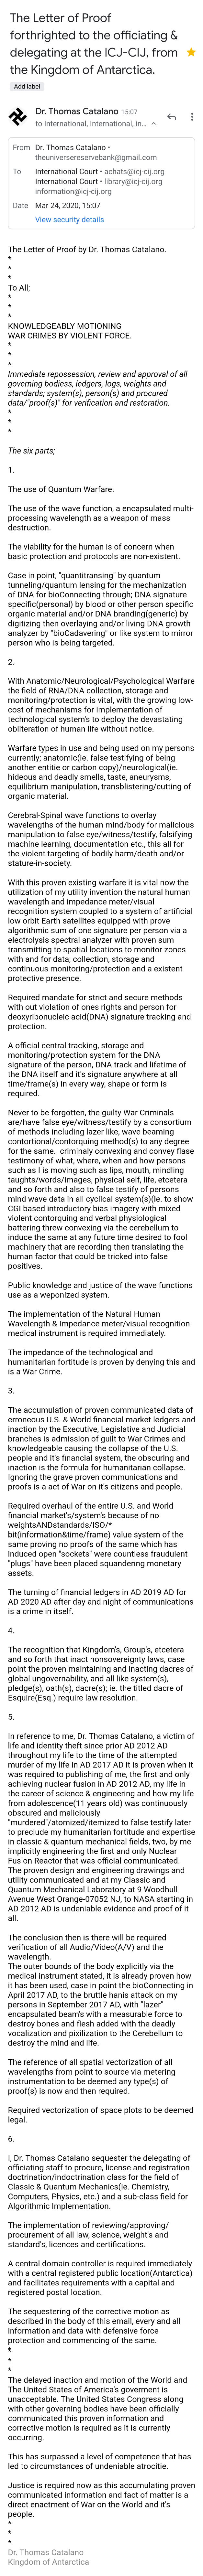 The Letter of Proof
forthrighted to the officiating &
delegating at the ICJ-CIJ, from
the Kingdom of Antarctica.
Add label
Dr. Thomas Catalano 15:07
to International, International, in...
From Dr. Thomas Catalano •
theuniversereservebank@gmail.com
To International Court • achats@icj-cij.org
International Court • library@icj-cij.org
information@icj-cij.org
Date Mar 24, 2020, 15:07
View security details
The Letter of Proof by Dr. Thomas Catalano.
*
*
*
To All;
*
*
*
KNOWLEDGEABLY MOTIONING
WAR CRIMES BY VIOLENT FORCE.
*
*
*
Immediate repossession, review and approval of all
governing bodies, ledgers, logs, weights and
standards; system(s), person(s) and procured
data/"proof(s)" for verification and restoration.
*
*
*
The six parts;
1.
The use of Quantum Warfare.
The use of the wave function, a encapsulated multi-
processing wavelength as a weapon of mass
destruction.
The viability for the human is of concern when
basic protection and protocols are non-existent.
Case in point, "quantitransing" by quantum
tunneling/quantum lensing for the mechanization
of DNA for bioConnecting through; DNA signature
specific(personal) by blood or other person specific
organic material and/or DNA branding(generic) by
digitizing then overlaying and/or living DNA growth
analyzer by "bioCadavering" or like system to mirror
person who is being targeted.
2.
With Anatomic/Neurological/Psychological Warfare
the field of RNA/DNA collection, storage and
monitoring/protection is vital, with the growing low-
cost of mechanisms for implementation of
technological system's to deploy the devastating
obliteration of human life without notice.
Warfare types in use and being used on my persons
currently; anatomic(ie. false testifying of being
another entitie or carbon copy)/neurological(ie.
hideous and deadly snells, taste, aneurysms,
equilibrium manipulation, transblistering/cutting of
organic material.
Cerebral-Spinal wave functions to overlay
wavelengths of the human mind/body for malicious
manipulation to false eye/witness/testify, falsifying
machine learning, documentation etc., this all for
the violent targeting of bodily harm/death and/or
stature-in-society.
With this proven existing warfare it is vital now the
utilization of my utility invention the natural human
wavelength and impedance meter/visual
recognition system coupled to a system of artificial
low orbit Earth satellites equipped with prove
algorithmic sum of one signature per person via a
electrolysis spectral analyzer with proven sum
transmitting to spatial locations to monitor zones
with and for data; collection, storage and
continuous monitoring/protection and a existent
protective presence.
Required mandate for strict and secure methods
with out violation of ones rights and person for
deoxyribonucleic acid(DNA) signature tracking and
protection.
A official central tracking, storage and
monitoring/protection system for the DNA
signature of the person, DNA track and lifetime of
the DNA itself and it's signature anywhere at all
time/frame(s) in every way, shape or form is
required.
Never to be forgotten, the guilty War Criminals
are/have false eye/witness/testify by a consortium
of methods including lazer like, wave beaming
contortional/contorquing method(s) to any degree
for the same. criminaly convexing and convey flase
testimony of what, where, when and how persons
such as I is moving such as lips, mouth, mindling
taughts/words/images, physical self, life, etcetera
and so forth and also to false testify of persons
mind wave data in all cyclical system(s)(ie. to show
CGI based introductory bias imagery with mixed
violent contorquing and verbal physiological
battering threw convexing via the cerebellum to
induce the same at any future time desired to fool
machinery that are recording then translating the
human factor that could be tricked into false
positives.
Public knowledge and justice of the wave functions
use as a weponized system.
The implementation of the Natural Human
Wavelength & Impedance meter/visual recognition
medical instrument is required immediately.
The impedance of the technological and
humanitarian fortitude is proven by denying this and
is a War Crime.
3.
The accumulation of proven communicated data of
erroneous U.S. & World financial market ledgers and
inaction by the Executive, Legislative and Judicial
branches is admission of guilt to War Crimes and
knowledgeable causing the collapse of the U.S.
people and it's financial system, the obscuring and
inaction is the formula for humanitarian collapse.
Ignoring the grave proven communications and
proofs is a act of War on it's citizens and people.
Required overhaul of the entire U.S. and World
financial market's/system's because of no
weightsANDstandards/ISO/*
bit(information&time/frame) value system of the
same proving no proofs of the same which has
induced open "sockets" were countless fraudulent
"plugs" have been placed squandering monetary
assets.
The turning of financial ledgers in AD 2019 AD for
AD 2020 AD after day and night of communications
is a crime in itself.
4.
The recognition that Kingdom's, Group's, etcetera
and so forth that inact nonsovereignty laws, case
point the proven maintaining and inacting dacres of
global ungovernability, and all like system(s),
pledge(s), oath(s), dacre(s); ie. the titled dacre of
Esquire(Esq.) require law resolution.
5.
In reference to me, Dr. Thomas Catalano, a victim of
life and identity theft since prior AD 2012 AD
throughout my life to the time of the attempted
murder of my life in AD 2017 AD it is proven when it
was required to publishing of me, the first and only
achieving nuclear fusion in AD 2012 AD, my life in
the career of science & engineering and how my life
from adolescence(11 years old) was continuously
obscured and maliciously
"murdered"/atomized/itemized to false testify later
to preclude my humanitarian fortitude and expertise
in classic & quantum mechanical fields, two, by me
implicitly engineering the first and only Nuclear
Fusion Reactor that was official communicated.
The proven design and engineering drawings and
utility communicated and at my Classic and
Quantum Mechanical Laboratory at 9 Woodhull
Avenue West Orange-07052 NJ, to NASA starting in
AD 2012 AD is undeniable evidence and proof of it
all.
The conclusion then is there will be required
verification of all Audio/Video(A/V) and the
wavelength.
The outer bounds of the body explicitly via the
medical instrument stated, it is already proven how
it has been used, case in point the bioConnecting in
April 2017 AD, to the bruttle hanis attack on my
persons in September 2017 AD, with "lazer"
encapsulated beam's with a measurable force to
destroy bones and flesh added with the deadly
vocalization and pixilization to the Cerebellum to
destroy the mind and life.
The reference of all spatial vectorization of all
wavelengths from point to source via metering
instrumentation to be deemed any type(s) of
proof(s) is now and then required.
Required vectorization of space plots to be deemed
legal.
6.
I, Dr. Thomas Catalano sequester the delegating of
officiating staff to procure, license and registration
doctrination/indoctrination class for the field of
Classic & Quantum Mechanics(ie. Chemistry,
Computers, Physics, etc.) and a sub-class field for
Algorithmic Implementation.
The implementation of reviewing/approving/
procurement of all law, science, weight's and
standard's, licences and certifications.
A central domain controller is required immediately
with a central registered public location(Antarctica)
and facilitates requirements with a capital and
registered postal location.
The sequestering of the corrective motion as
described in the body of this email, every and all
information and data with defensive force
protection and commencing of the same.
*
*
*
The delayed inaction and motion of the World and
The United States of America's goverment is
unacceptable. The United States Congress along
with other governing bodies have been officially
communicated this proven information and
corrective motion is required as it is currently
occurring.
This has surpassed a level of competence that has
led to circumstances of undeniable atrocitie.
Justice is required now as this accumulating proven
communicated information and fact of matter is a
direct enactment of War on the World and it's
people.
*
*
*
Dr. Thomas Catalano
Kingdom of Antarctica